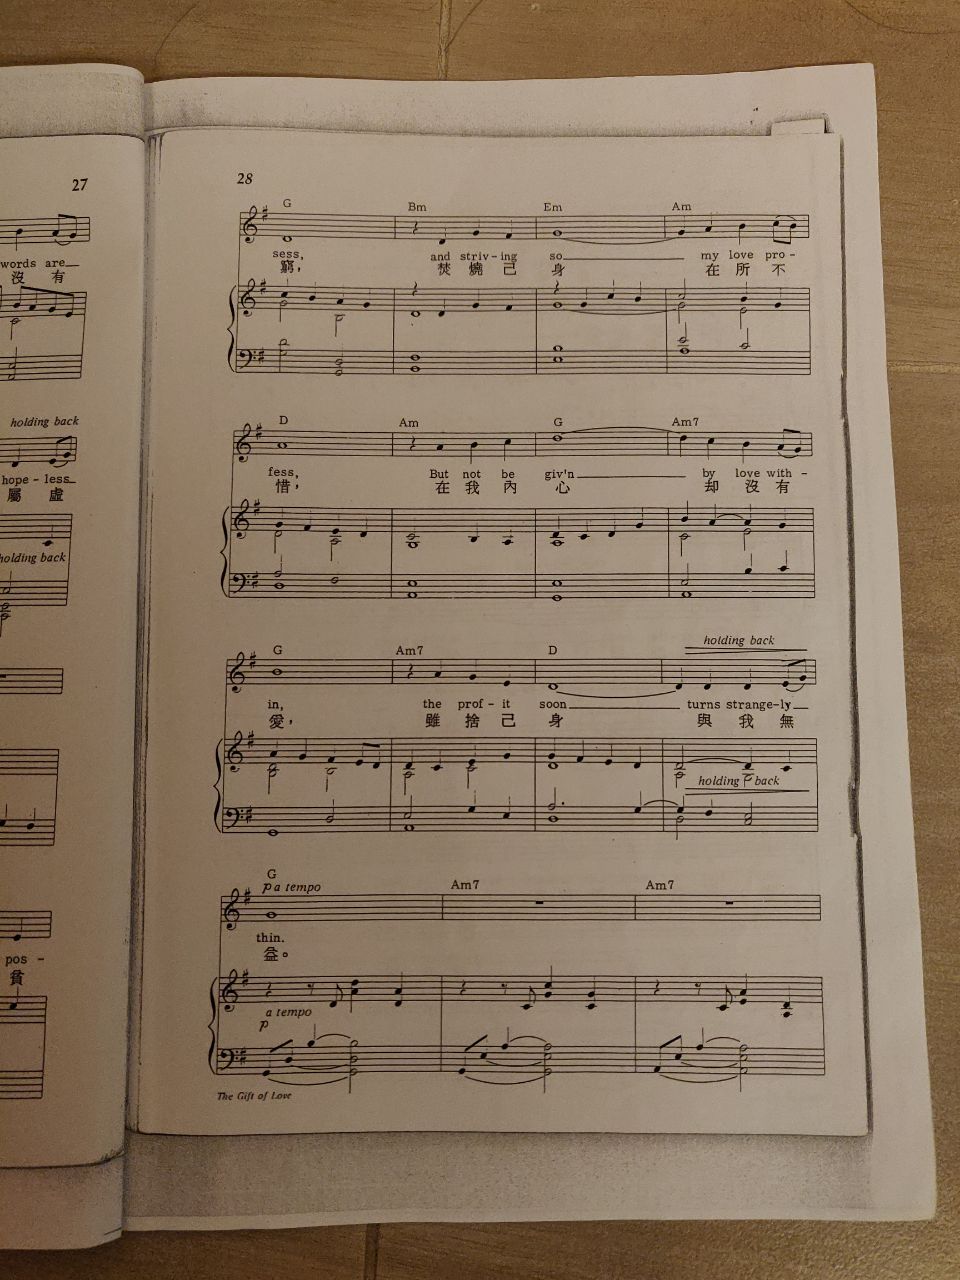 27
words are
沒 有
holding back
hope - less
屬 虛
holding back
pos -
貧
28
G Bm Em Am
sess, and striv - ing so my love pro -
窮， 焚 燒 己 身 在 所 不
D Am G Am7
fess, But not be giv'n by love with -
惜， 在 我 內 心 却 沒 有
holding back
G Am7 D
in, the prof - it soon turns strange - ly
愛， 雖 捨 己 身 與 我 無
holding back
G Am7 Am7
p a tempo
thin.
益。
a tempo
p
The Gift of Love